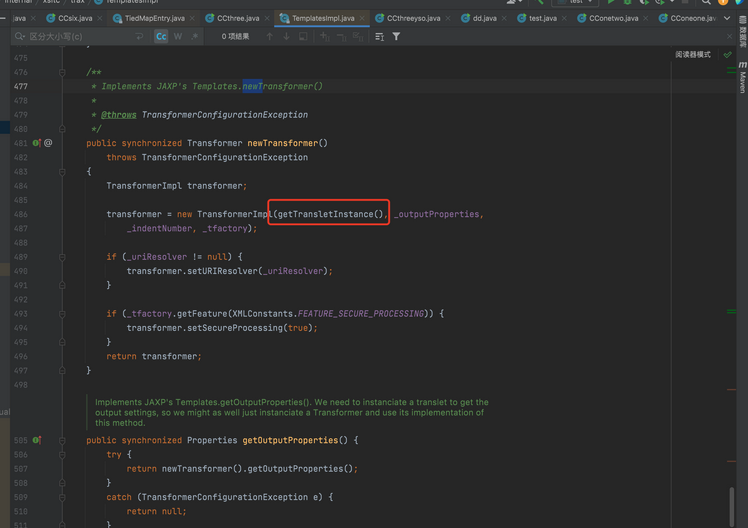 internal › xsltc › trax › TemplatesImpl
.java × CCsix.java × TiedMapEntry.java × CCthree.java × TemplatesImpl.java × CCthreeyso.java × dd.java × test.java × CConetwo.java × CConeone.java
区分大小写(c) Cc W .* 0 项结果
阅读器模式
数据库
m Maven
475
476 /**
477 * Implements JAXP's Templates.newTransformer()
478 *
479 * @throws TransformerConfigurationException
480 */
481 @ public synchronized Transformer newTransformer()
482 throws TransformerConfigurationException
483 {
484 TransformerImpl transformer;
485
486 transformer = new TransformerImpl(getTransletInstance(), _outputProperties,
487 _indentNumber, _tfactory);
488
489 if (_uriResolver != null) {
490 transformer.setURIResolver(_uriResolver);
491 }
492
493 if (_tfactory.getFeature(XMLConstants.FEATURE_SECURE_PROCESSING)) {
494 transformer.setSecureProcessing(true);
495 }
496 return transformer;
497 }
498
Implements JAXP's Templates.getOutputProperties(). We need to instanciate a translet to get the
output settings, so we might as well just instanciate a Transformer and use its implementation of
this method.
505 public synchronized Properties getOutputProperties() {
506 try {
507 return newTransformer().getOutputProperties();
508 }
509 catch (TransformerConfigurationException e) {
510 return null;
511 }